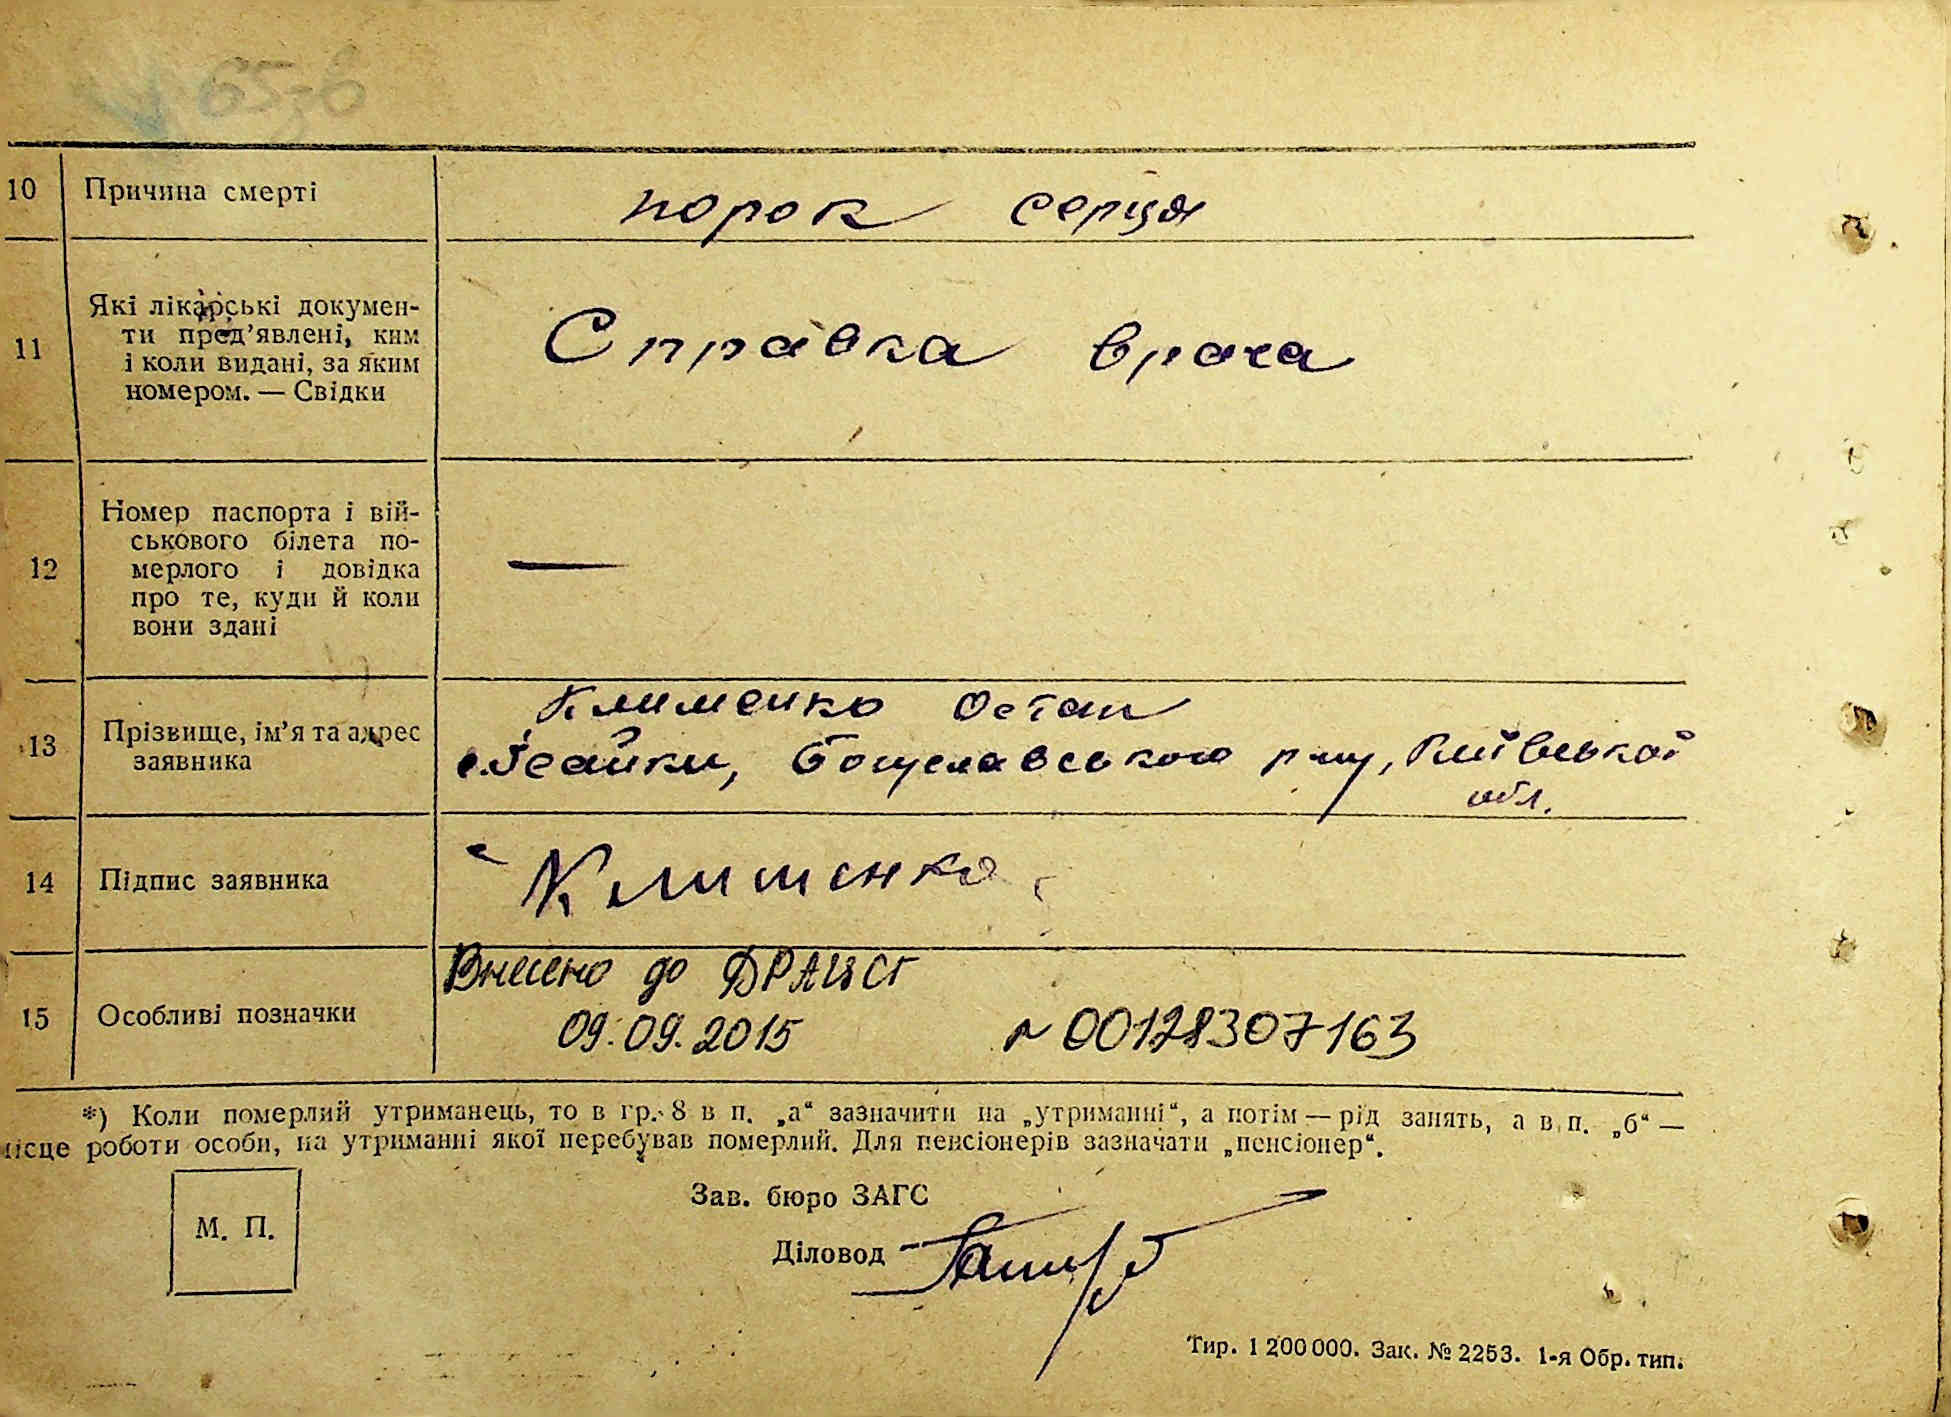 65-б
10 Причина смерті порок серця
11 Які лікарські докумен-
ти пред'явлені, ким
і коли видані, за яким
номером. — Свідки
Справка врача
12 Номер паспорта і вій-
ськового білета по-
мерлого і довідка
про те, куди й коли
вони здані
—
13 Прізвище, ім'я та адрес
заявника
Клименко Остап
с. Ісайки, Богуславського р-ну, Київської
обл.
14 Підпис заявника Клименко
15 Особливі позначки
Внесено до ДРАЦСГ
09.09.2015 N 00128307163
*) Коли померлий утриманець, то в гр. 8 в п. „а“ зазначити на „утриманні“, а потім — рід занять, а в п. „б“ —
місце роботи особи, на утриманні якої перебував померлий. Для пенсіонерів зазначати „пенсіонер“.
М. П.
Зав. бюро ЗАГС
Діловод
Тир. 1 200 000. Зак. № 2253. 1-я Обр. тип.